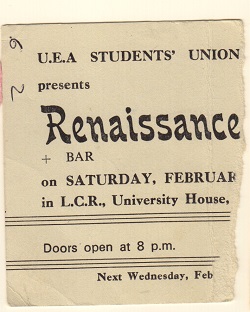 U.E.A STUDENTS' UNION
presents
Renaissance
+ BAR
on SATURDAY, FEBRUAR
in L.C.R., University House,
Doors open at 8 p.m.
Next Wednesday, Feb